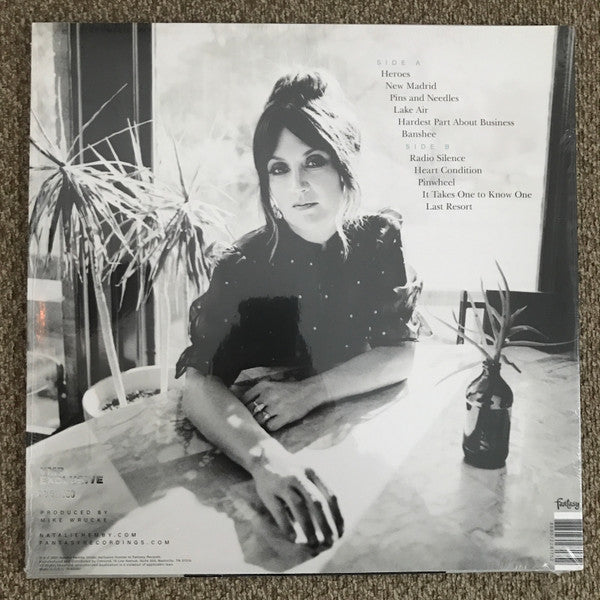 SIDE A
Heroes
New Madrid
Pins and Needles
Lake Air
Hardest Part About Business
Banshee
SIDE B
Radio Silence
Heart Condition
Pinwheel
It Takes One to Know One
Last Resort
EXCLUSIVE
PRODUCED BY
MIKE WRUCKE
NATALIEHEMBY.COM
FANTASYRECORDINGS.COM
fantasy